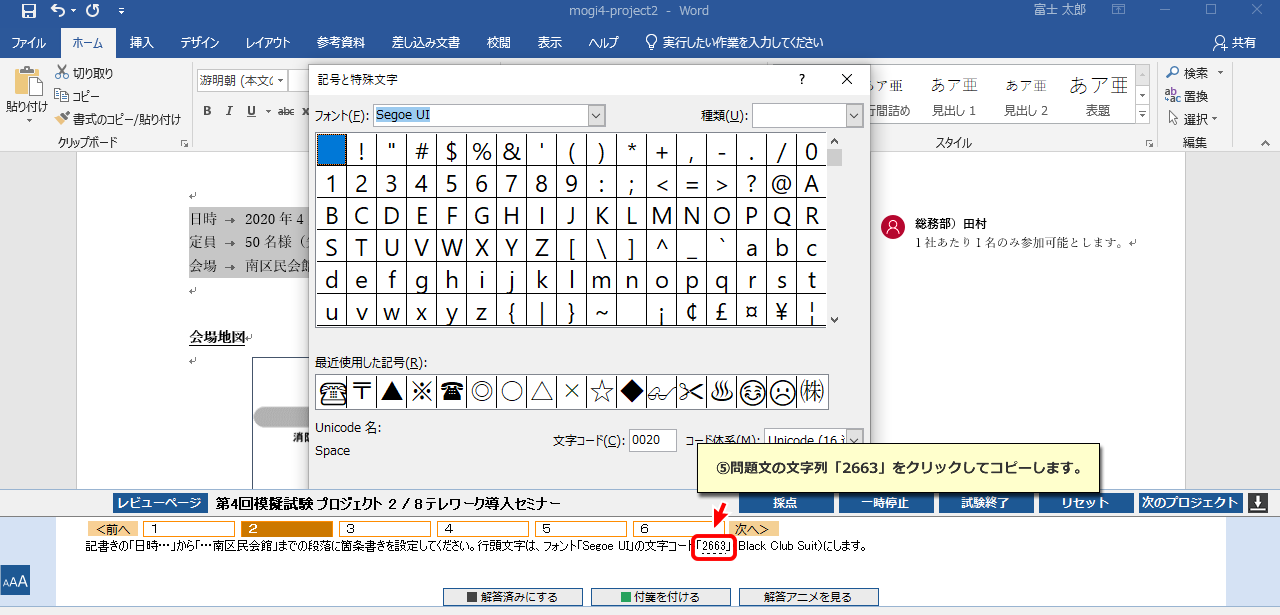 mogi4-project2 - Word
富士 太郎
ファイル ホーム 挿入 デザイン レイアウト 参考資料 差し込み文書 校閲 表示 ヘルプ 実行したい作業を入力してください 共有
貼り付け
切り取り
コピー
書式のコピー/貼り付け
クリップボード
游明朝 (本文(
B I U abc x
記号と特殊文字
?
フォント(F): Segoe UI
種類(U):
! " # $ % & ' ( ) * + , - . / 0
1 2 3 4 5 6 7 8 9 : ; < = > ? @ A
B C D E F G H I J K L M N O P Q R
S T U V W X Y Z [ \ ] ^ _ ` a b c
d e f g h i j k l m n o p q r s t
u v w x y z { | } ~ ¡ ¢ £ ¤ ¥ ¦
最近使用した記号(R):
☏ 〒 ▲ ※ ☎ ◎ ○ △ × ☆ ◆ 👓 ✂ ♨ 😂 ☹ ㈱
Unicode 名:
Space
文字コード(C): 0020
コード体系(M): Unicode (16 進
ア亜 あア亜 あア亜 あア亜
行間詰め 見出し 1 見出し 2 表題
スタイル
検索
置換
選択
編集
日時 → 2020 年 4
定員 → 50 名様（
会場 → 南区民会館
会場地図
消防
総務部）田村
1 社あたり 1 名のみ参加可能とします。
⑤問題文の文字列「2663」をクリックしてコピーします。
レビューページ 第4回模擬試験 プロジェクト 2 / 8 テレワーク導入セミナー 採点 一時停止 試験終了 リセット 次のプロジェクト
<前へ 1 2 3 4 5 6 次へ>
記書きの「日時…」から「…南区民会館」までの段落に箇条書きを設定してください。行頭文字は、フォント「Segoe UI」の文字コード「2663」 Black Club Suit)にします。
AAA
解答済みにする 付箋を付ける 解答アニメを見る